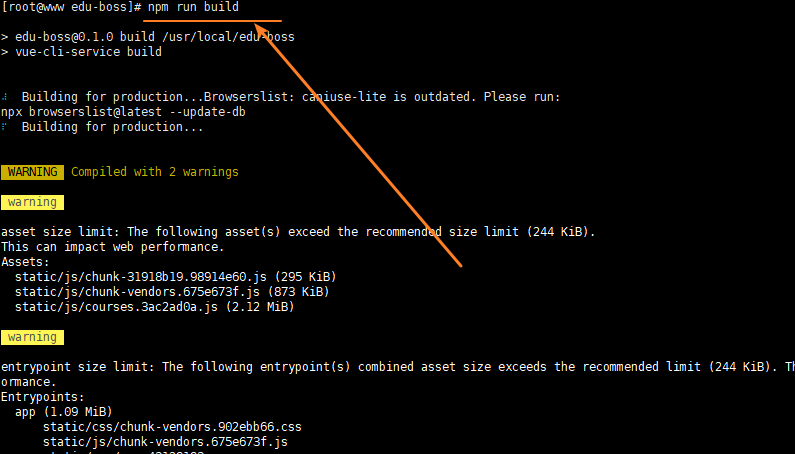 [root@www edu-boss]# npm run build
> edu-boss@0.1.0 build /usr/local/edu-boss
> vue-cli-service build
Building for production...Browserslist: caniuse-lite is outdated. Please run:
npx browserslist@latest --update-db
Building for production...
WARNING Compiled with 2 warnings
warning
asset size limit: The following asset(s) exceed the recommended size limit (244 KiB).
This can impact web performance.
Assets:
static/js/chunk-31918b19.98914e60.js (295 KiB)
static/js/chunk-vendors.675e673f.js (873 KiB)
static/js/courses.3ac2ad0a.js (2.12 MiB)
warning
entrypoint size limit: The following entrypoint(s) combined asset size exceeds the recommended limit (244 KiB). Th
ormance.
Entrypoints:
app (1.09 MiB)
static/css/chunk-vendors.902ebb66.css
static/js/chunk-vendors.675e673f.js